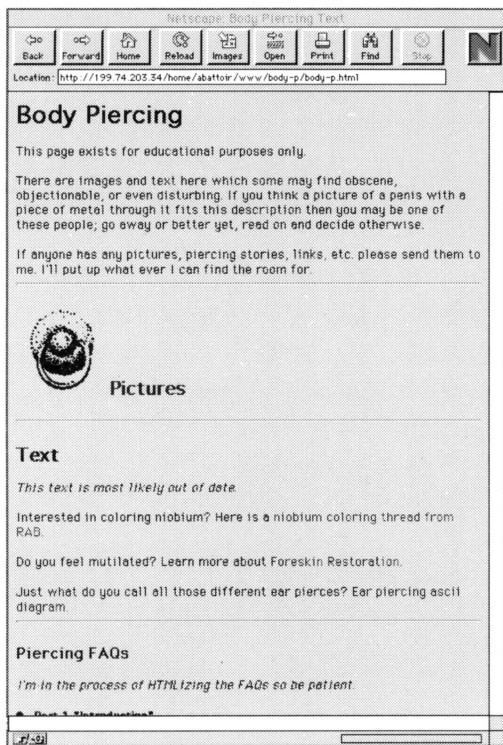 Netscape: Body Piercing Text
Back Forward Home Reload Images Open Print Find Stop N
Location: http://199.74.203.34/home/abattoir/www/body-p/body-p.html
Body Piercing
This page exists for educational purposes only.
There are images and text here which some may find obscene,
objectionable, or even disturbing. If you think a picture of a penis with a
piece of metal through it fits this description then you may be one of
these people; go away or better yet, read on and decide otherwise.
If anyone has any pictures, piercing stories, links, etc. please send them to
me. I'll put up what ever I can find the room for.
Pictures
Text
This text is most likely out of date.
Interested in coloring niobium? Here is a niobium coloring thread from
RAB.
Do you feel mutilated? Learn more about Foreskin Restoration.
Just what do you call all those different ear pierces? Ear piercing ascii
diagram.
Piercing FAQs
I'm in the process of HTMLizing the FAQs so be patient.
Part 1 "Introduction"